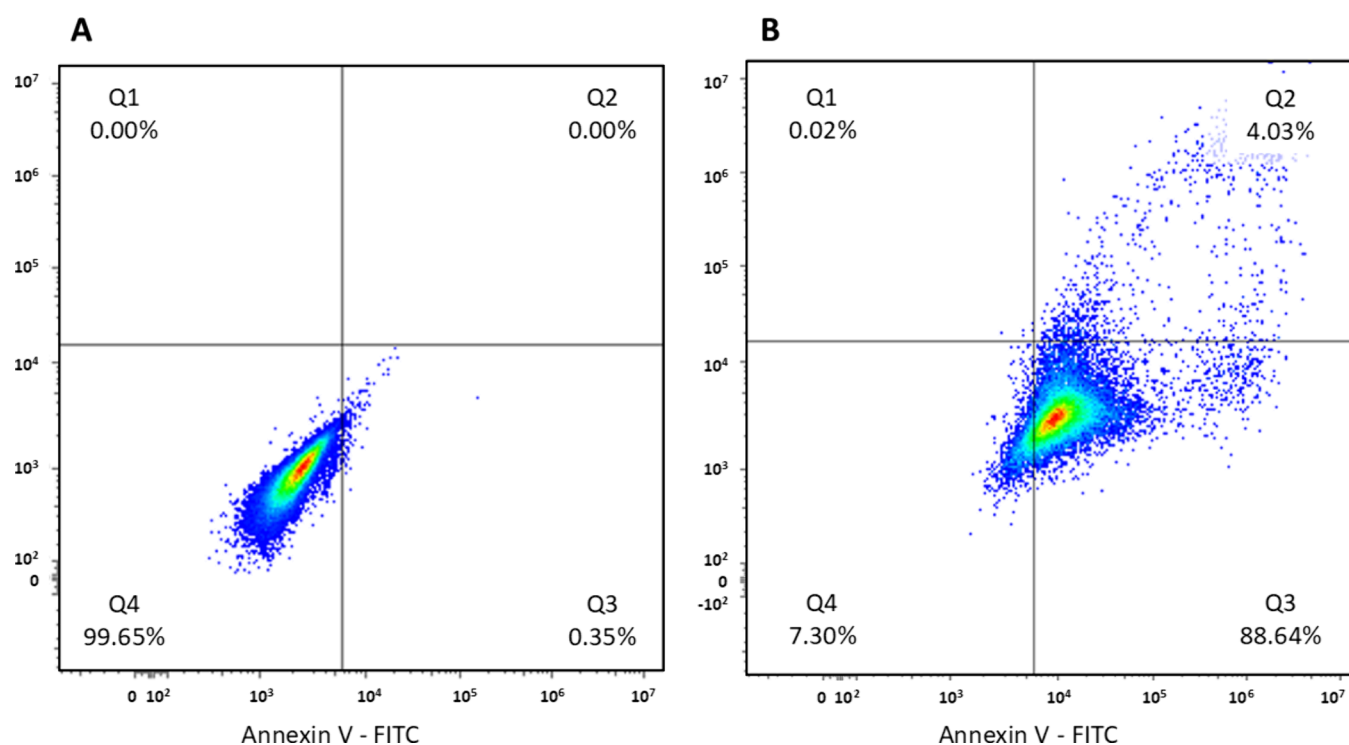 A
B
Q1
0.00%
Q2
0.00%
Q4
99.65%
Q3
0.35%
10⁷
10⁶
10⁵
10⁴
10³
10²
0
0 10² 10³ 10⁴ 10⁵ 10⁶ 10⁷
Annexin V - FITC
Q1
0.02%
Q2
4.03%
Q4
7.30%
Q3
88.64%
10⁷
10⁶
10⁵
10⁴
10³
10²
0
-10²
0 10² 10³ 10⁴ 10⁵ 10⁶ 10⁷
Annexin V - FITC